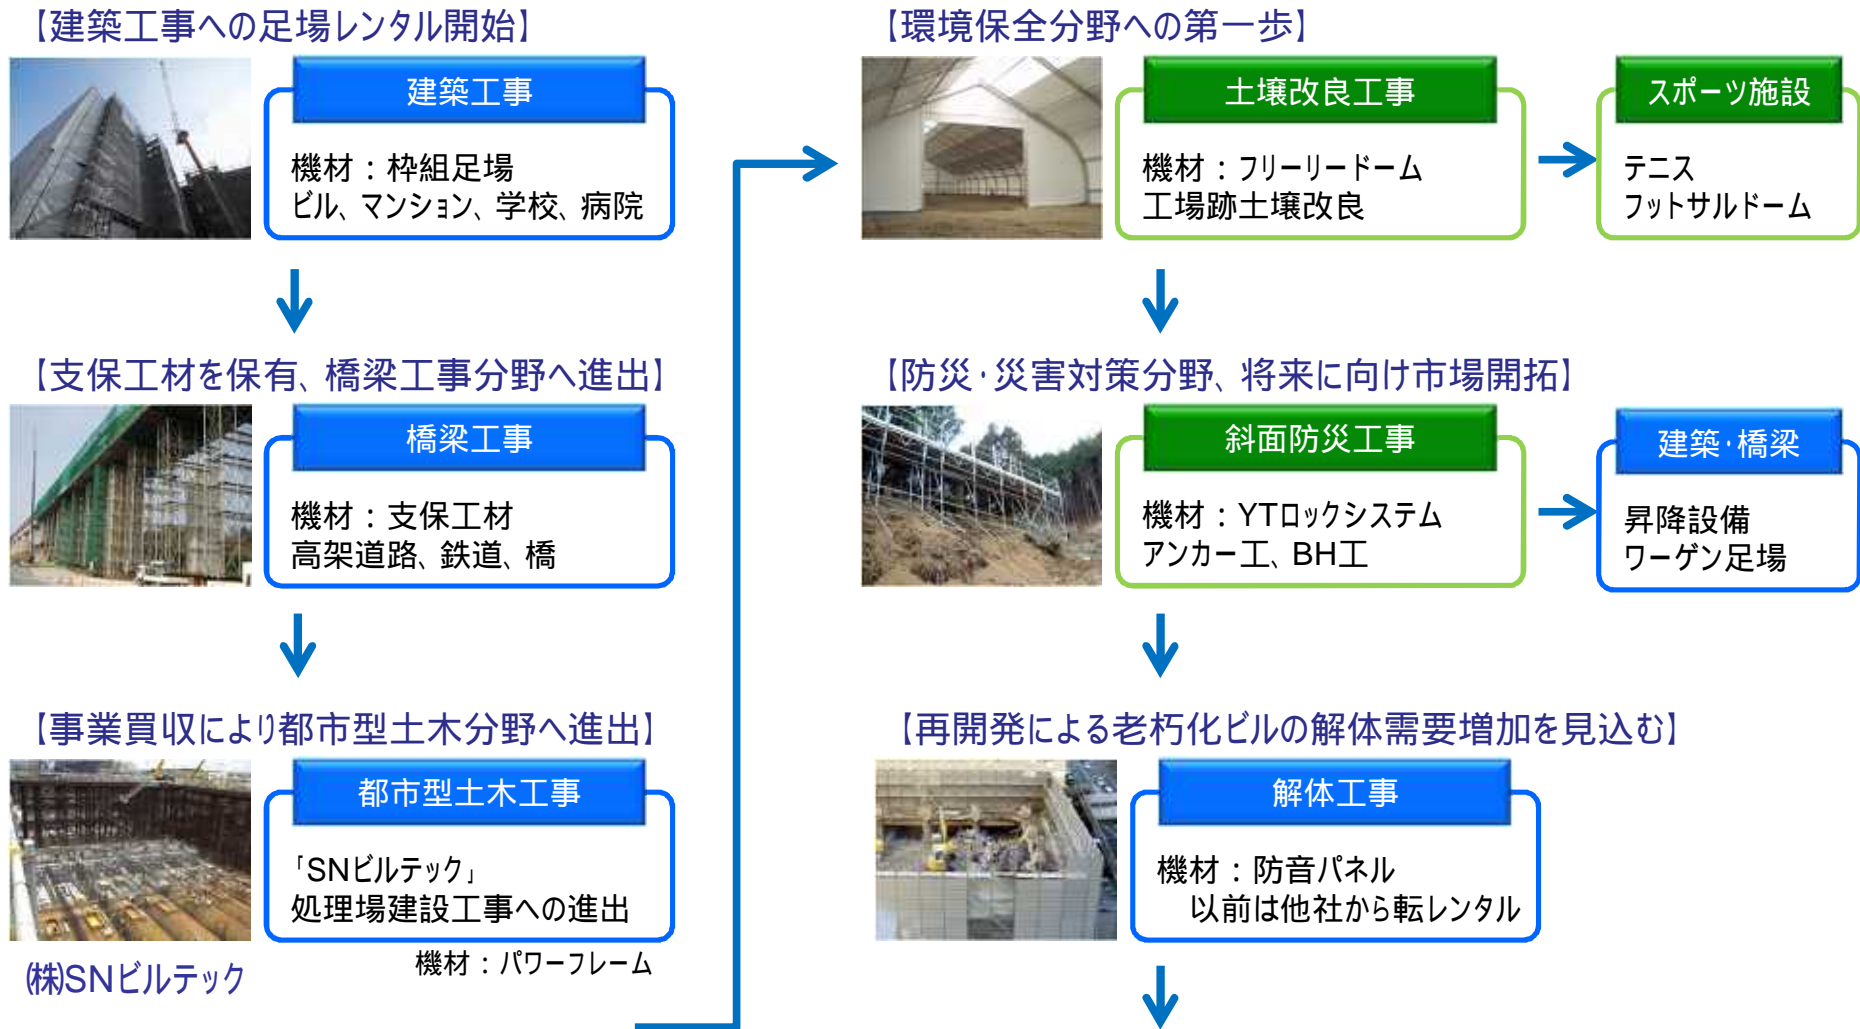 【建築工事への足場レンタル開始】
建築工事
機材：枠組足場
ビル、マンション、学校、病院
【支保工材を保有、橋梁工事分野へ進出】
橋梁工事
機材：支保工材
高架道路、鉄道、橋
【事業買収により都市型土木分野へ進出】
都市型土木工事
「SNビルテック」
処理場建設工事への進出
機材：パワーフレーム
㈱SNビルテック
【環境保全分野への第一歩】
土壌改良工事
機材：フリーリードーム
工場跡土壌改良
スポーツ施設
テニス
フットサルドーム
【防災・災害対策分野、将来に向け市場開拓】
斜面防災工事
機材：YTロックシステム
アンカー工、BH工
建築・橋梁
昇降設備
ワーゲン足場
【再開発による老朽化ビルの解体需要増加を見込む】
解体工事
機材：防音パネル
以前は他社から転レンタル